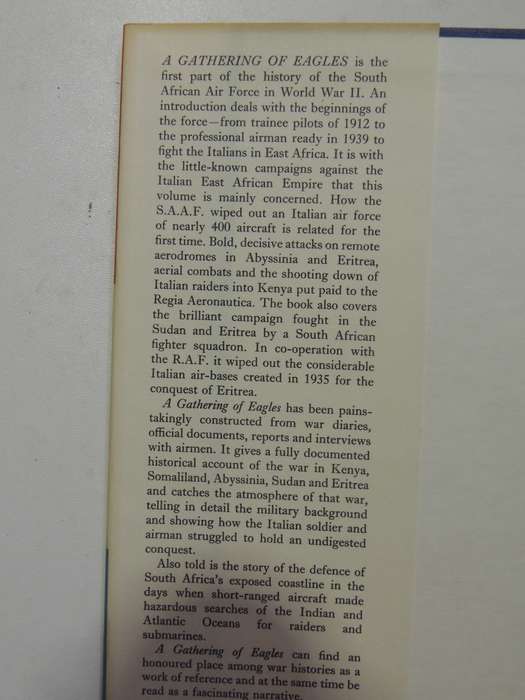 A GATHERING OF EAGLES is the
first part of the history of the South
African Air Force in World War II. An
introduction deals with the beginnings of
the force—from trainee pilots of 1912 to
the professional airman ready in 1939 to
fight the Italians in East Africa. It is with
the little-known campaigns against the
Italian East African Empire that this
volume is mainly concerned. How the
S.A.A.F. wiped out an Italian air force
of nearly 400 aircraft is related for the
first time. Bold, decisive attacks on remote
aerodromes in Abyssinia and Eritrea,
aerial combats and the shooting down of
Italian raiders into Kenya put paid to the
Regia Aeronautica. The book also covers
the brilliant campaign fought in the
Sudan and Eritrea by a South African
fighter squadron. In co-operation with
the R.A.F. it wiped out the considerable
Italian air-bases created in 1935 for the
conquest of Eritrea.
A Gathering of Eagles has been pains-
takingly constructed from war diaries,
official documents, reports and interviews
with airmen. It gives a fully documented
historical account of the war in Kenya,
Somaliland, Abyssinia, Sudan and Eritrea
and catches the atmosphere of that war,
telling in detail the military background
and showing how the Italian soldier and
airman struggled to hold an undigested
conquest.
Also told is the story of the defence of
South Africa's exposed coastline in the
days when short-ranged aircraft made
hazardous searches of the Indian and
Atlantic Oceans for raiders and
submarines.
A Gathering of Eagles can find an
honoured place among war histories as a
work of reference and at the same time be
read as a fascinating narrative.